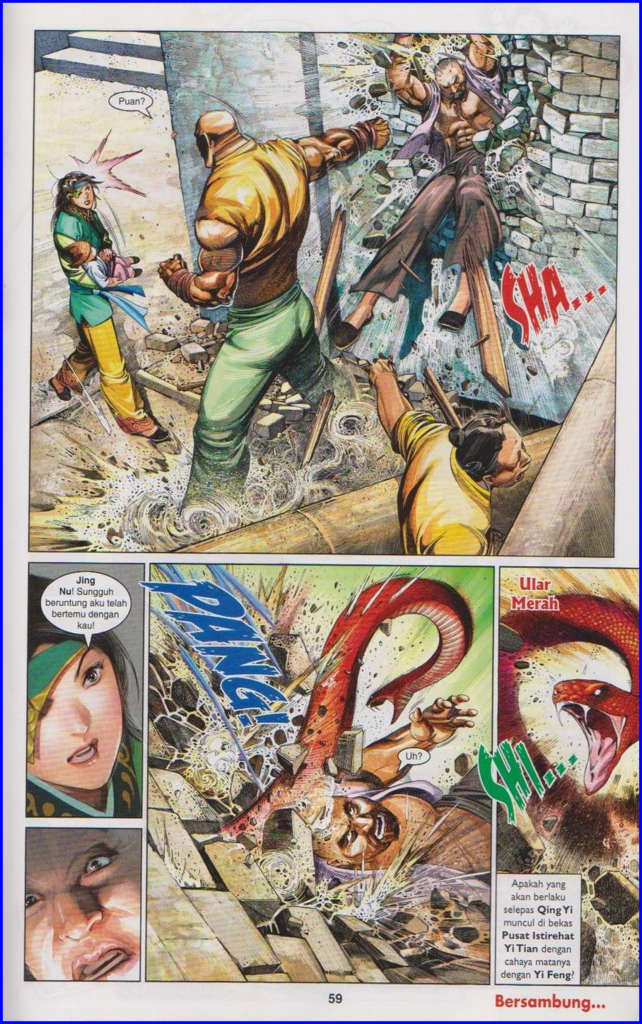 Puan?
SHA...
Jing
Nu! Sungguh
beruntung aku telah
bertemu dengan
kau!
PANG!
Uh?
Ular
Merah
SHI...
Apakah yang
akan berlaku
selepas Qing Yi
muncul di bekas
Pusat Istirehat
Yi Tian dengan
cahaya matanya
dengan Yi Feng?
59
Bersambung...